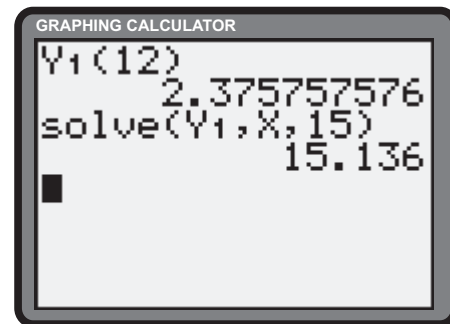 GRAPHING CALCULATOR
Y₁(12)
2.375757576
solve(Y₁,X,15)
15.136